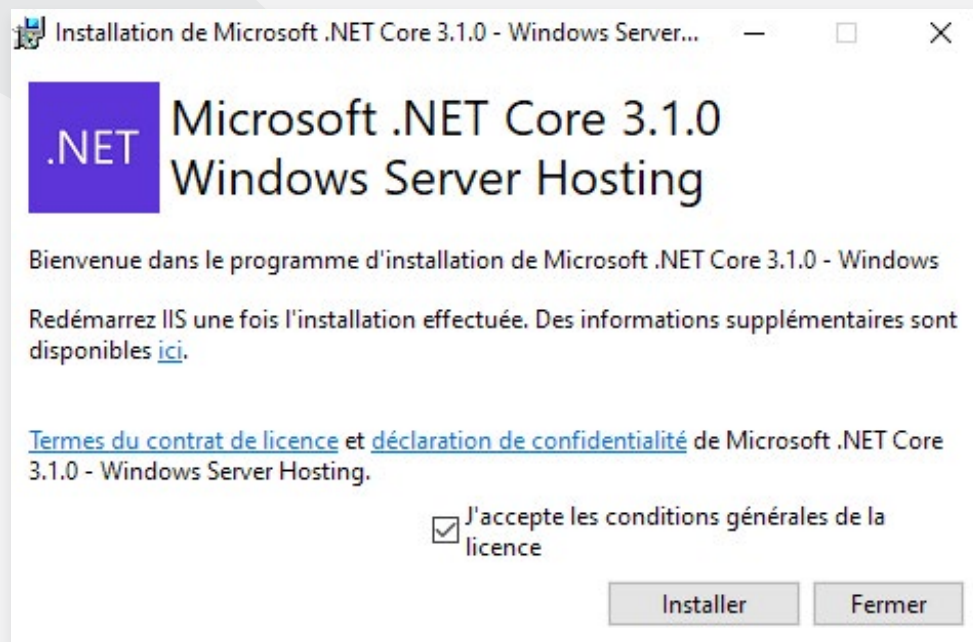 Installation de Microsoft .NET Core 3.1.0 - Windows Server...
.NET
Microsoft .NET Core 3.1.0
Windows Server Hosting
Bienvenue dans le programme d'installation de Microsoft .NET Core 3.1.0 - Windows
Redémarrez IIS une fois l'installation effectuée. Des informations supplémentaires sont
disponibles ici.
Termes du contrat de licence et déclaration de confidentialité de Microsoft .NET Core
3.1.0 - Windows Server Hosting.
J'accepte les conditions générales de la
licence
Installer
Fermer